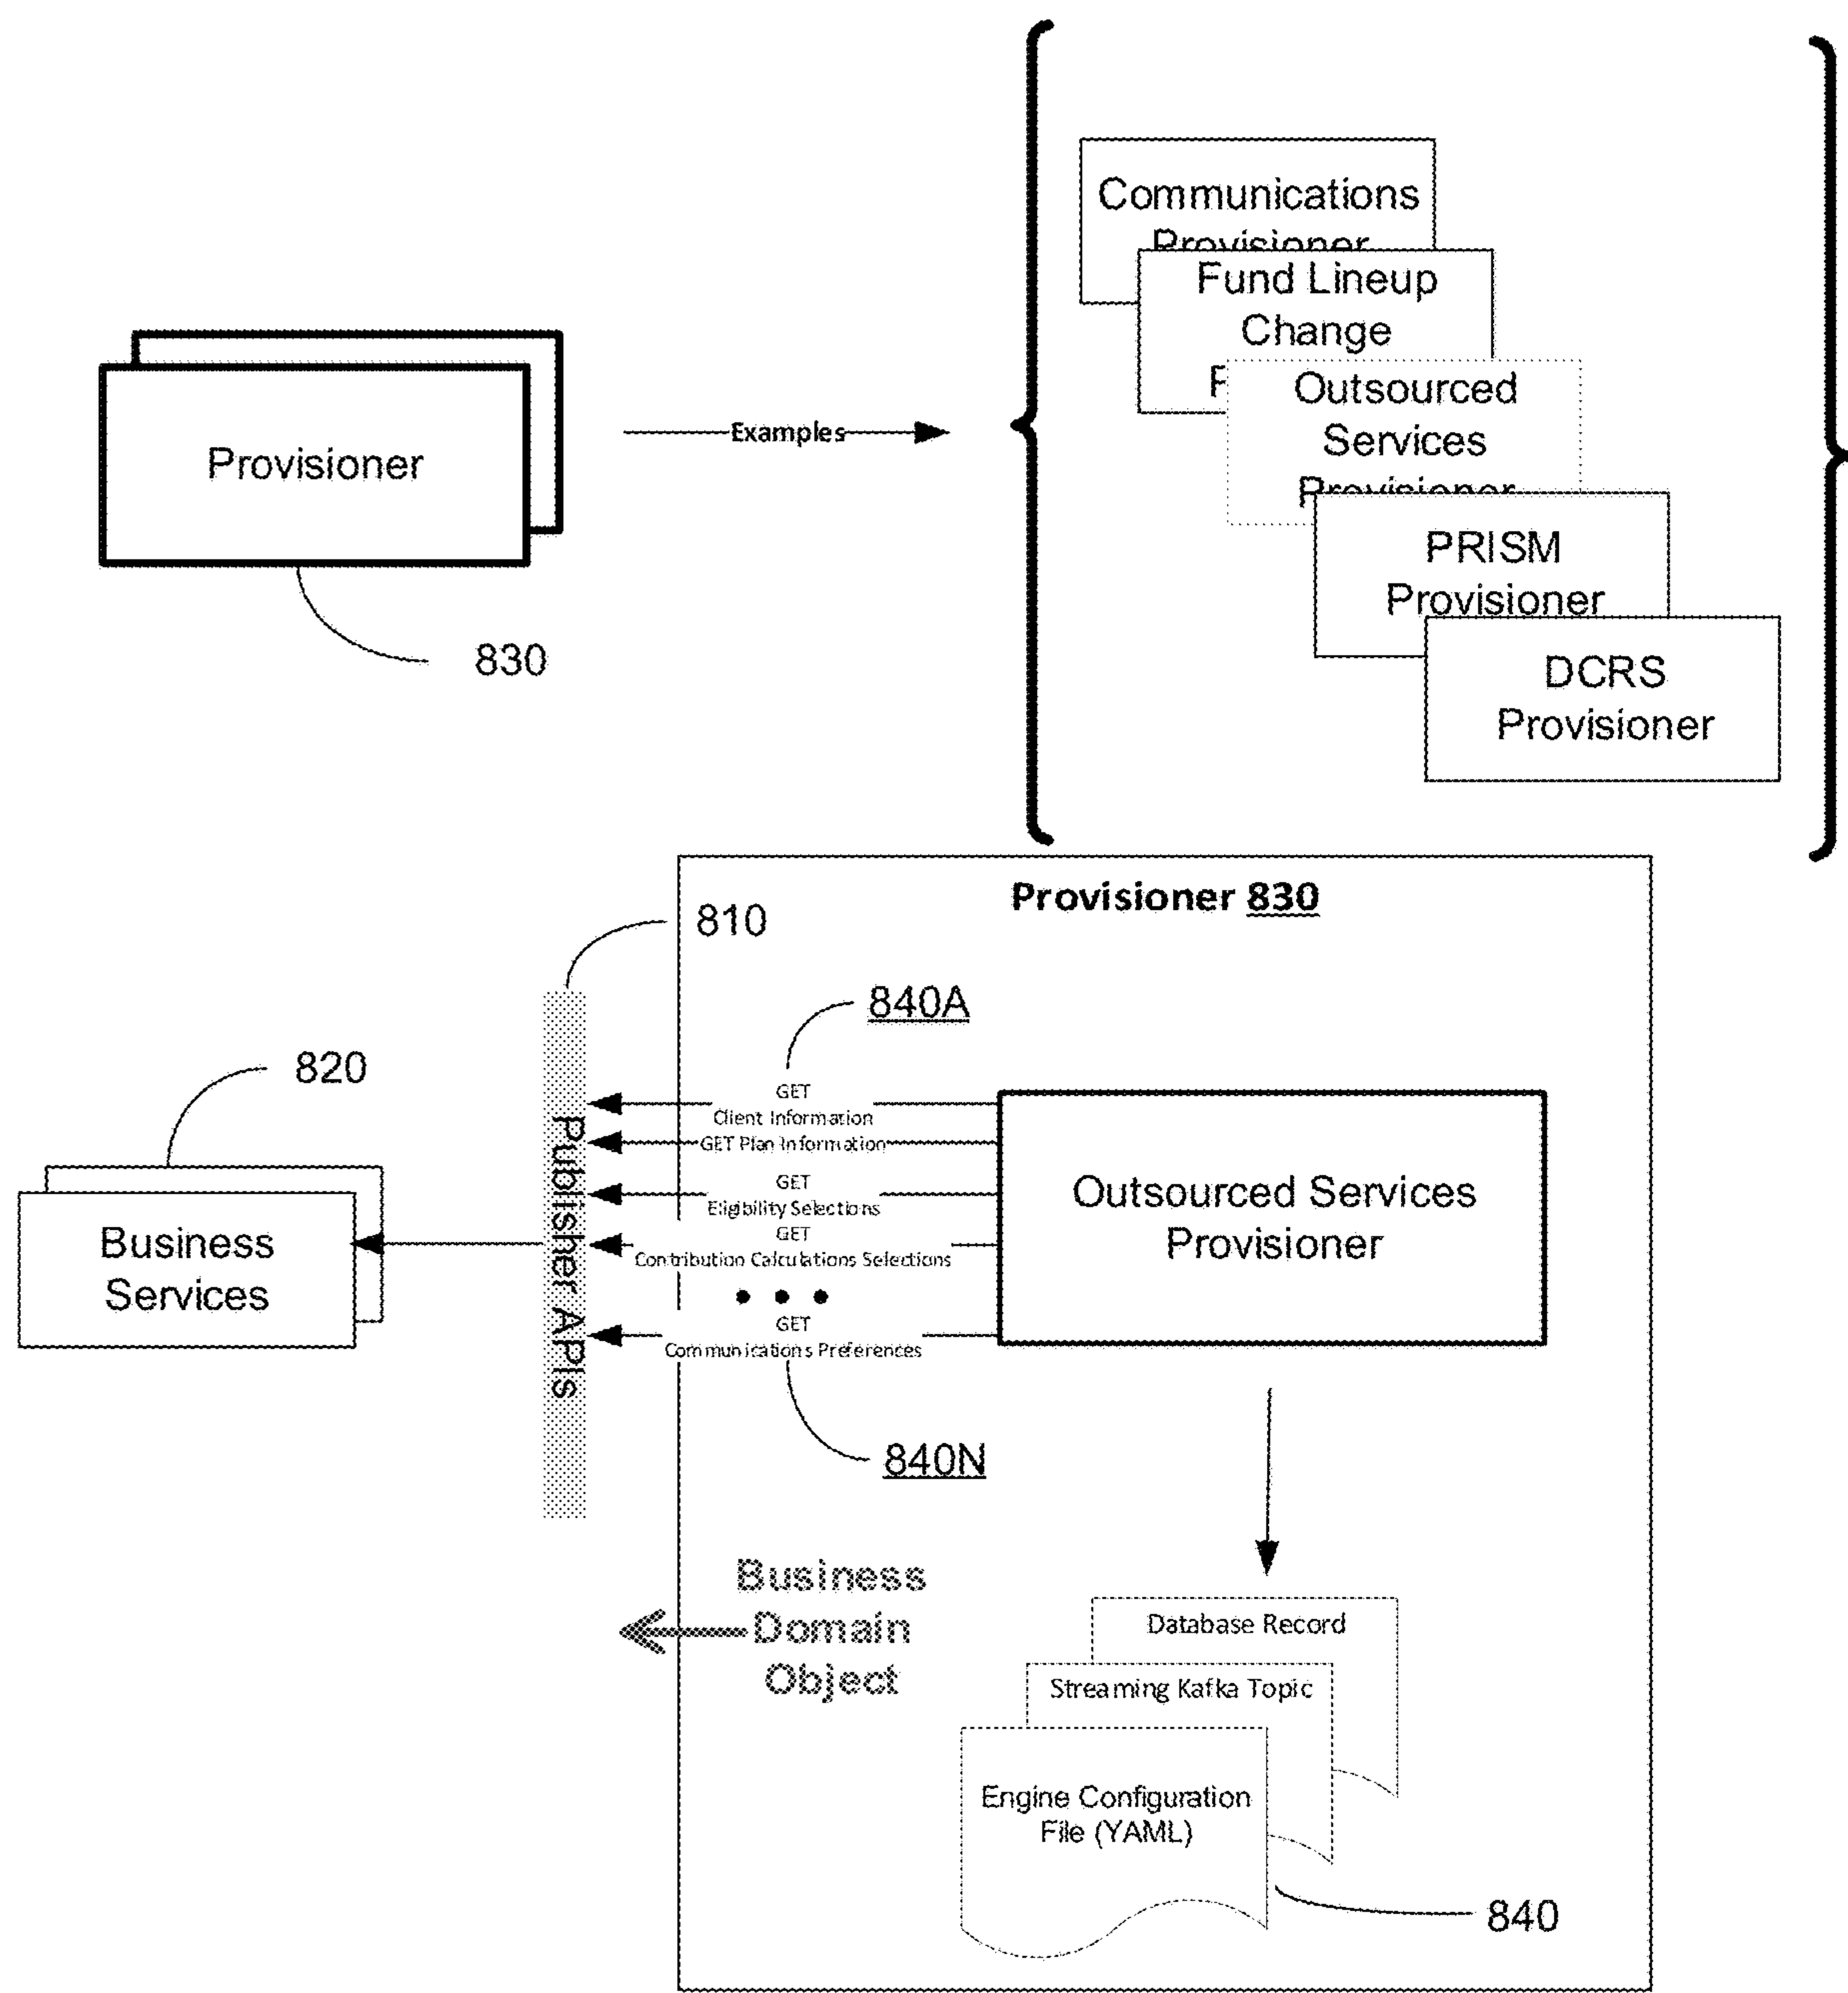 Communications
Provisioner
Fund Lineup
Change
Outsourced
Services
Provisioner
PRISM
Provisioner
DCRS
Provisioner
Provisioner
Examples
830
Provisioner 830
810
840A
820
GET
Client Information
GET Plan Information
GET
Eligibility Selections
GET
Contribution Calculations Selections
GET
Communications Preferences
Publisher APIs
Outsourced Services
Provisioner
Business
Services
840N
Business
Domain
Object
Database Record
Streaming Kafka Topic
Engine Configuration
File (YAML)
840